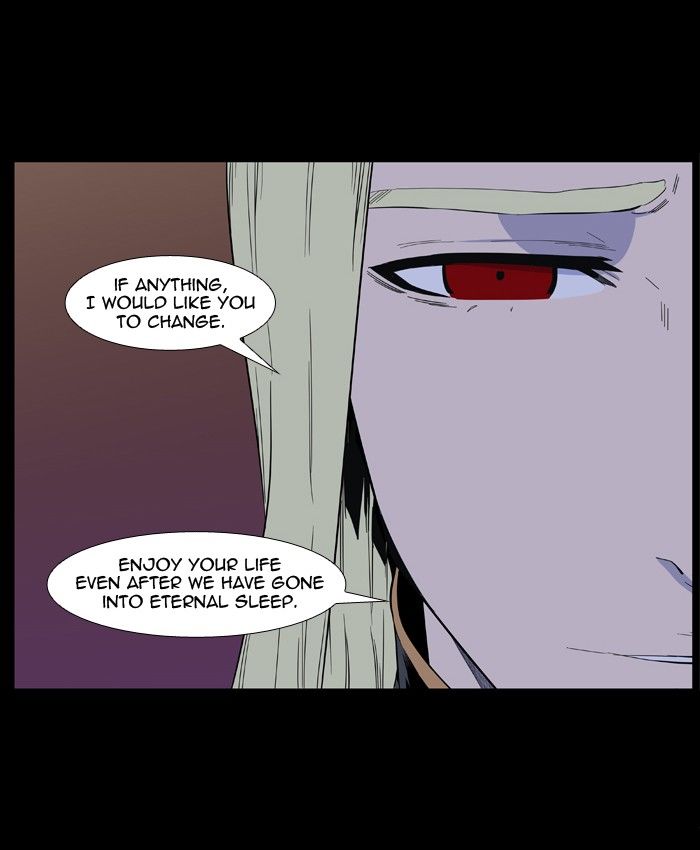 IF ANYTHING,
I WOULD LIKE YOU
TO CHANGE.
ENJOY YOUR LIFE
EVEN AFTER WE HAVE GONE
INTO ETERNAL SLEEP.